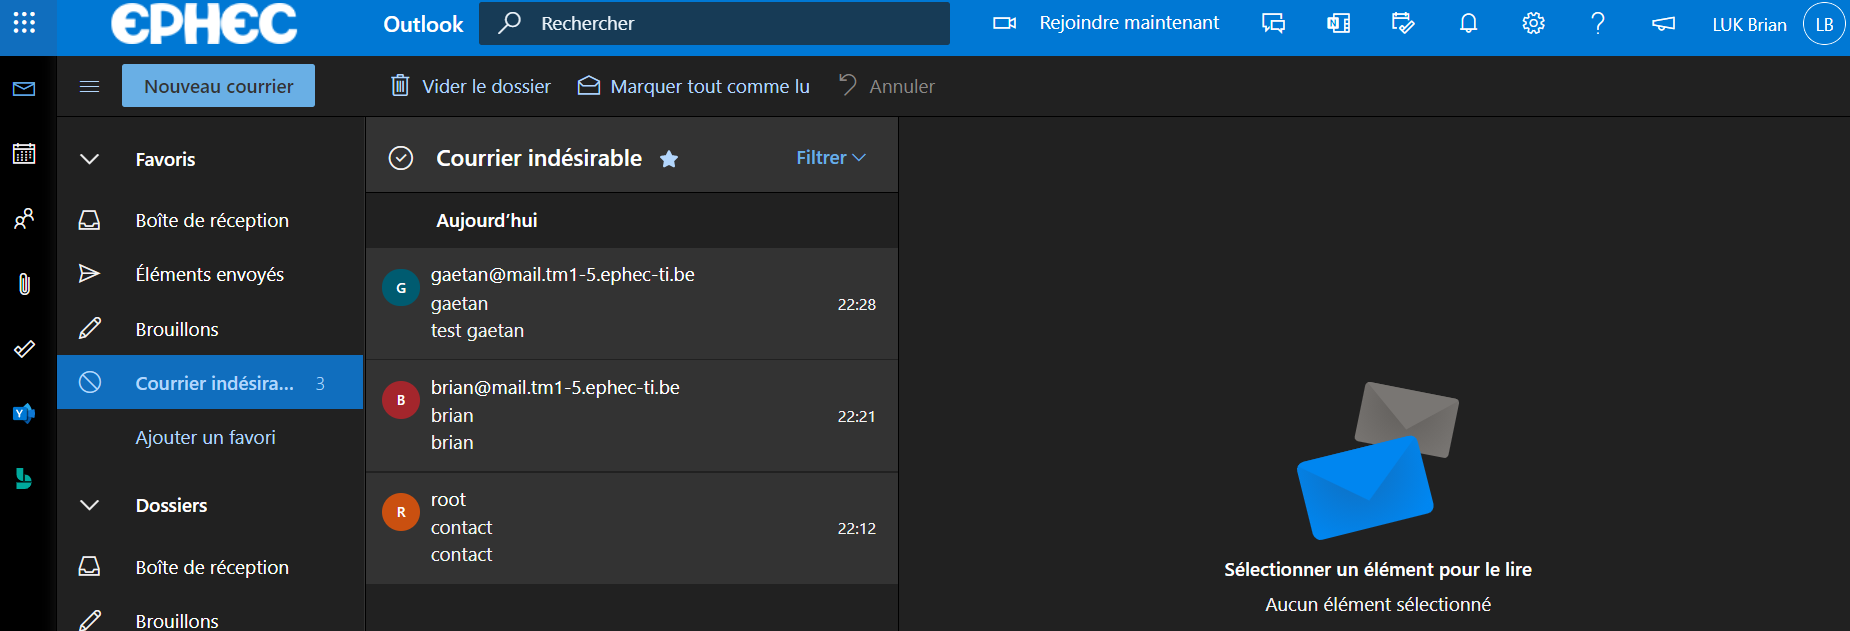 EPHEC
Outlook
Rechercher
Rejoindre maintenant
LUK Brian
LB
Nouveau courrier
Vider le dossier
Marquer tout comme lu
Annuler
Favoris
Boîte de réception
Éléments envoyés
Brouillons
Courrier indésira... 3
Ajouter un favori
Dossiers
Boîte de réception
Brouillons
Courrier indésirable
Filtrer
Aujourd’hui
G
gaetan@mail.tm1-5.ephec-ti.be
gaetan
22:28
test gaetan
B
brian@mail.tm1-5.ephec-ti.be
brian
22:21
brian
R
root
contact
22:12
contact
Sélectionner un élément pour le lire
Aucun élément sélectionné